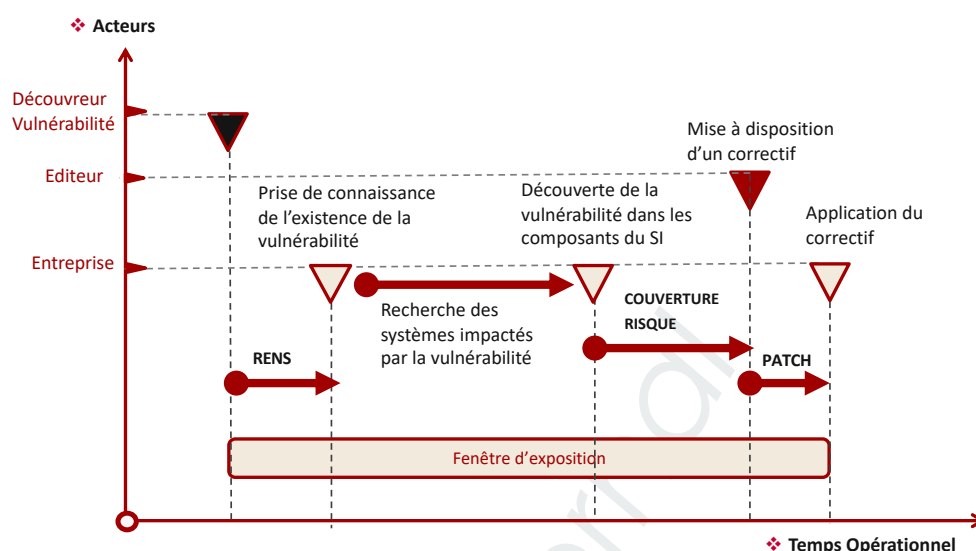 ❖ Acteurs
Découvreur
Vulnérabilité
Mise à disposition
d'un correctif
Editeur
Prise de connaissance
de l'existence de la
vulnérabilité
Découverte de la
vulnérabilité dans les
composants du SI
Application du
correctif
Entreprise
Recherche des
systèmes impactés
par la vulnérabilité
COUVERTURE
RISQUE
RENS
PATCH
Fenêtre d'exposition
❖ Temps Opérationnel